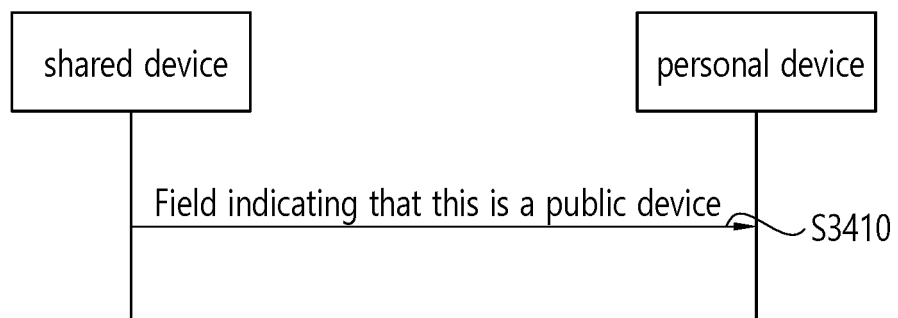 shared device
personal device
Field indicating that this is a public device
S3410